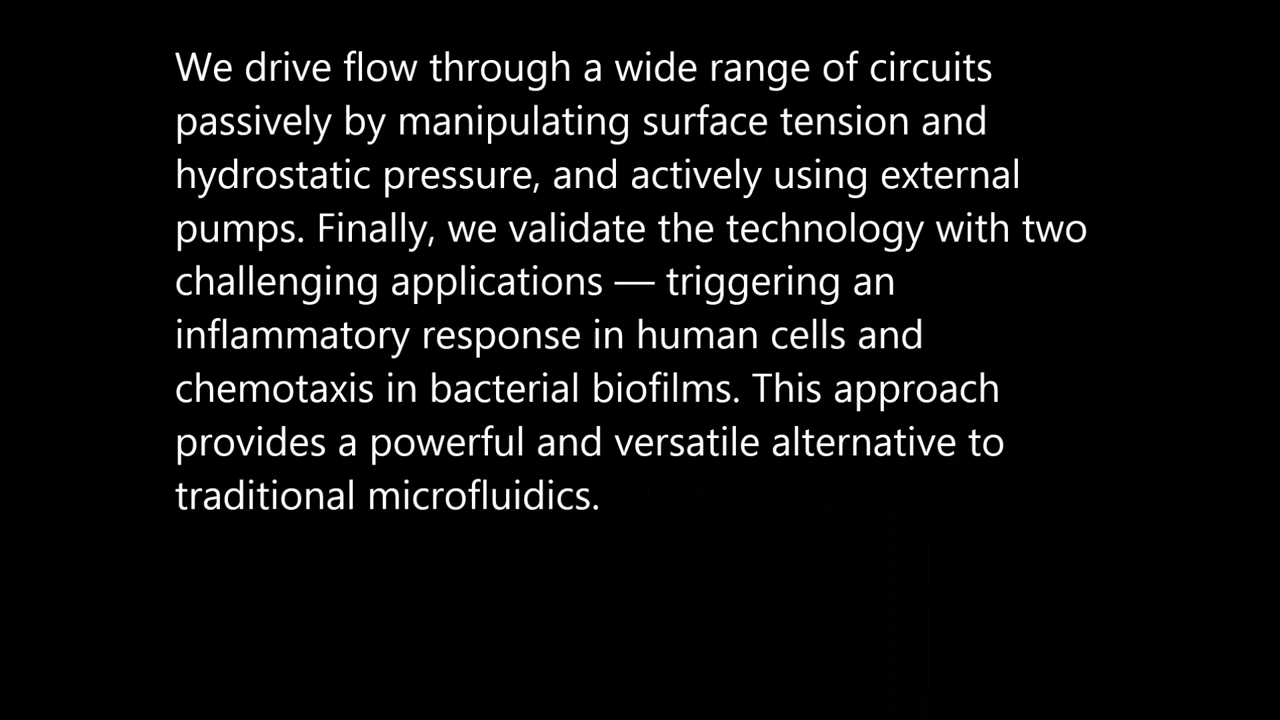 We drive flow through a wide range of circuits
passively by manipulating surface tension and
hydrostatic pressure, and actively using external
pumps. Finally, we validate the technology with two
challenging applications — triggering an
inflammatory response in human cells and
chemotaxis in bacterial biofilms. This approach
provides a powerful and versatile alternative to
traditional microfluidics.